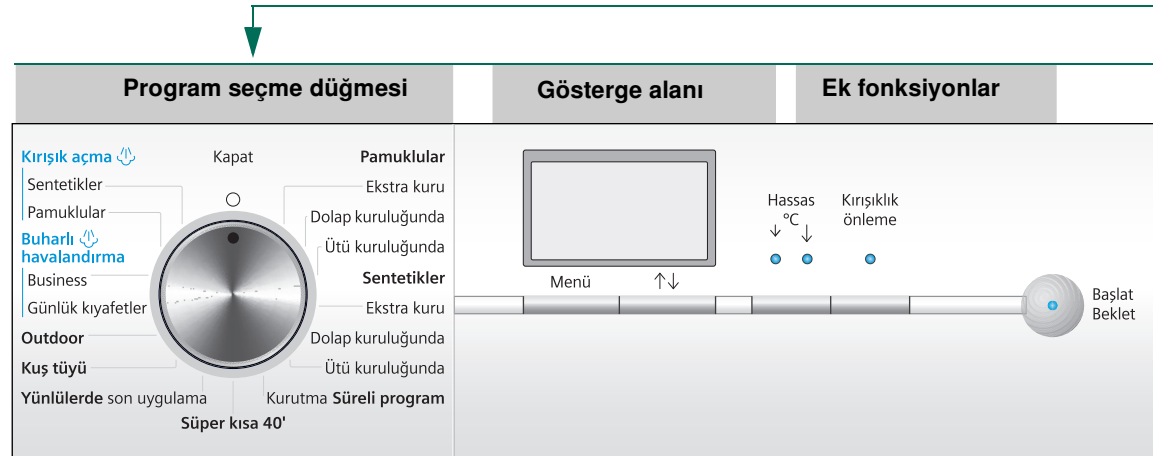 Program seçme düğmesi
Gösterge alanı
Ek fonksiyonlar
Kırışık açma
Sentetikler
Pamuklular
Buharlı
havalandırma
Business
Günlük kıyafetler
Outdoor
Kuş tüyü
Yünlülerde son uygulama
Süper kısa 40'
Kapat
Pamuklular
Ekstra kuru
Dolap kuruluğunda
Ütü kuruluğunda
Sentetikler
Ekstra kuru
Dolap kuruluğunda
Ütü kuruluğunda
Kurutma Süreli program
Menü ↑↓
Hassas
°C
↓ ↓
Kırışıklık
önleme
Başlat
Beklet